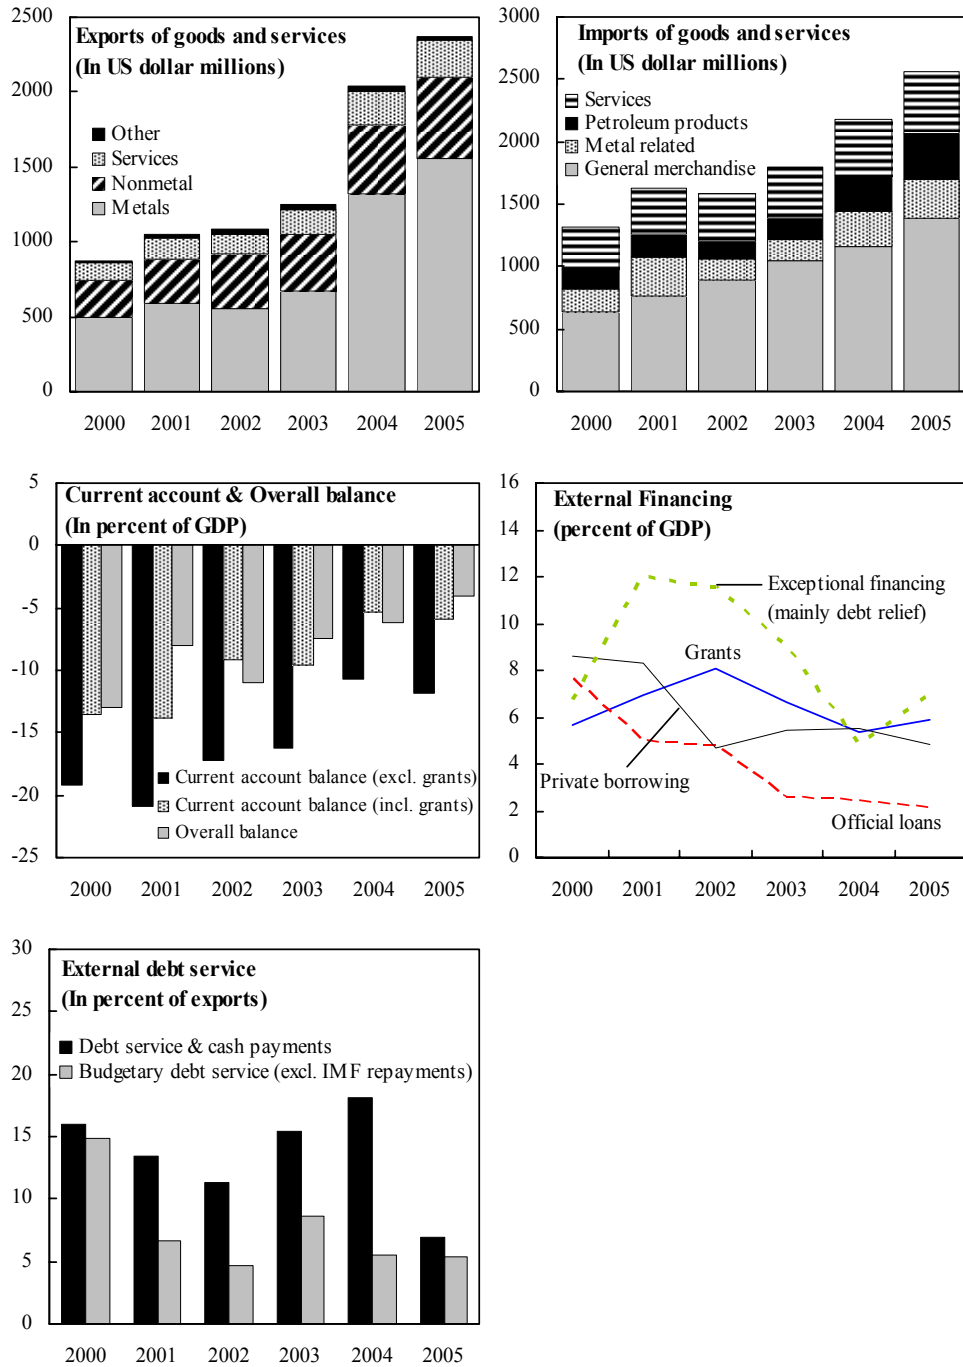 Exports of goods and services
(In US dollar millions)
2500
2000
1500
1000
500
0
Other
Services
Nonmetal
Metals
2000 2001 2002 2003 2004 2005
Imports of goods and services
(In US dollar millions)
3000
2500
2000
1500
1000
500
0
Services
Petroleum products
Metal related
General merchandise
2000 2001 2002 2003 2004 2005
Current account & Overall balance
(In percent of GDP)
5
0
-5
-10
-15
-20
-25
Current account balance (excl. grants)
Current account balance (incl. grants)
Overall balance
2000 2001 2002 2003 2004 2005
External Financing
(percent of GDP)
16
14
12
10
8
6
4
2
0
Exceptional financing
(mainly debt relief)
Grants
Private borrowing
Official loans
2000 2001 2002 2003 2004 2005
External debt service
(In percent of exports)
30
25
20
15
10
5
0
Debt service & cash payments
Budgetary debt service (excl. IMF repayments)
2000 2001 2002 2003 2004 2005